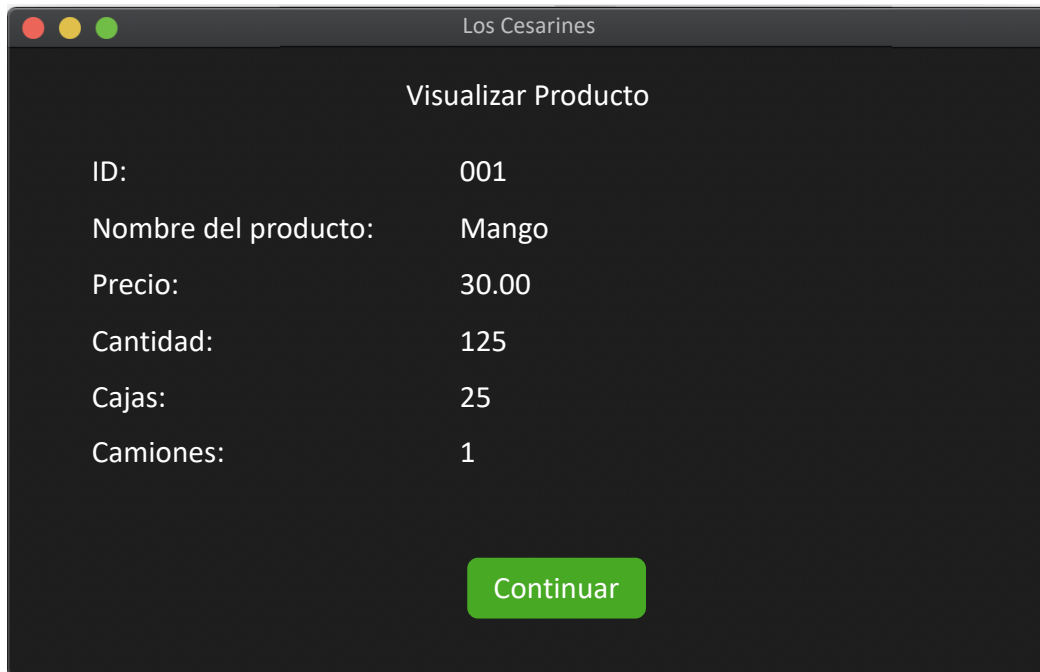 Los Cesarines
Visualizar Producto
ID: 001
Nombre del producto: Mango
Precio: 30.00
Cantidad: 125
Cajas: 25
Camiones: 1
Continuar